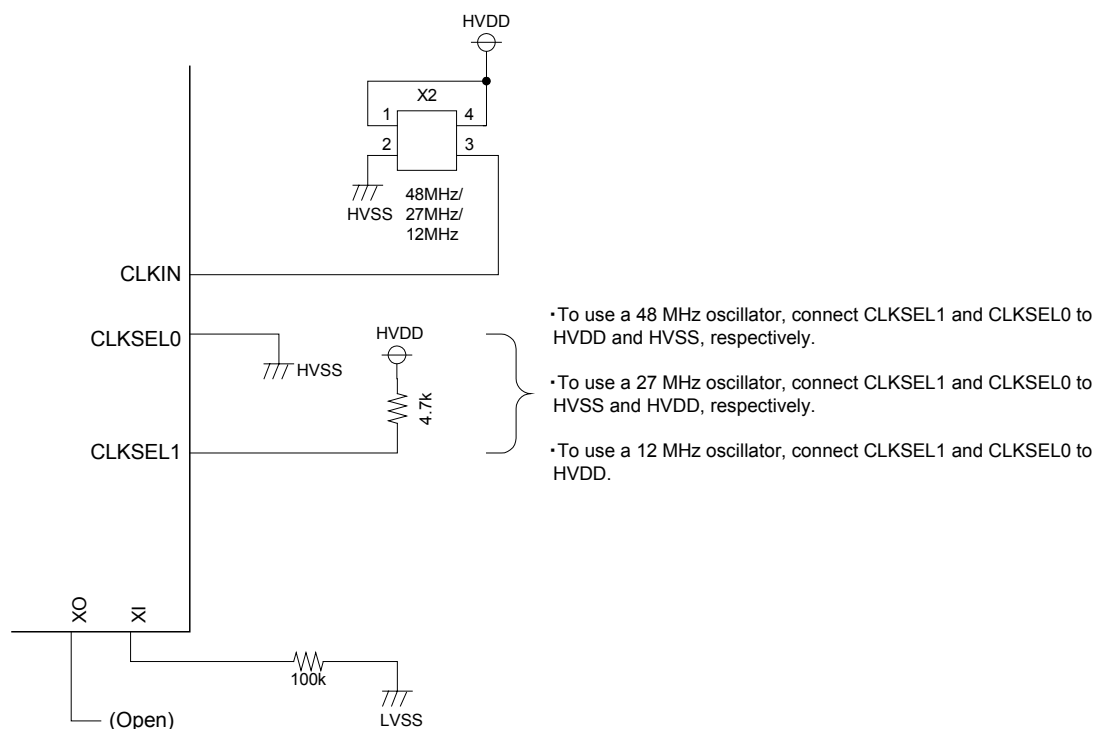 HVDD
X2
1 4
2 3
HVSS
48MHz/
27MHz/
12MHz
CLKIN
CLKSEL0
HVSS
HVDD
4.7k
CLKSEL1
・To use a 48 MHz oscillator, connect CLKSEL1 and CLKSEL0 to
HVDD and HVSS, respectively.
・To use a 27 MHz oscillator, connect CLKSEL1 and CLKSEL0 to
HVSS and HVDD, respectively.
・To use a 12 MHz oscillator, connect CLKSEL1 and CLKSEL0 to
HVDD.
XO
XI
100k
LVSS
(Open)